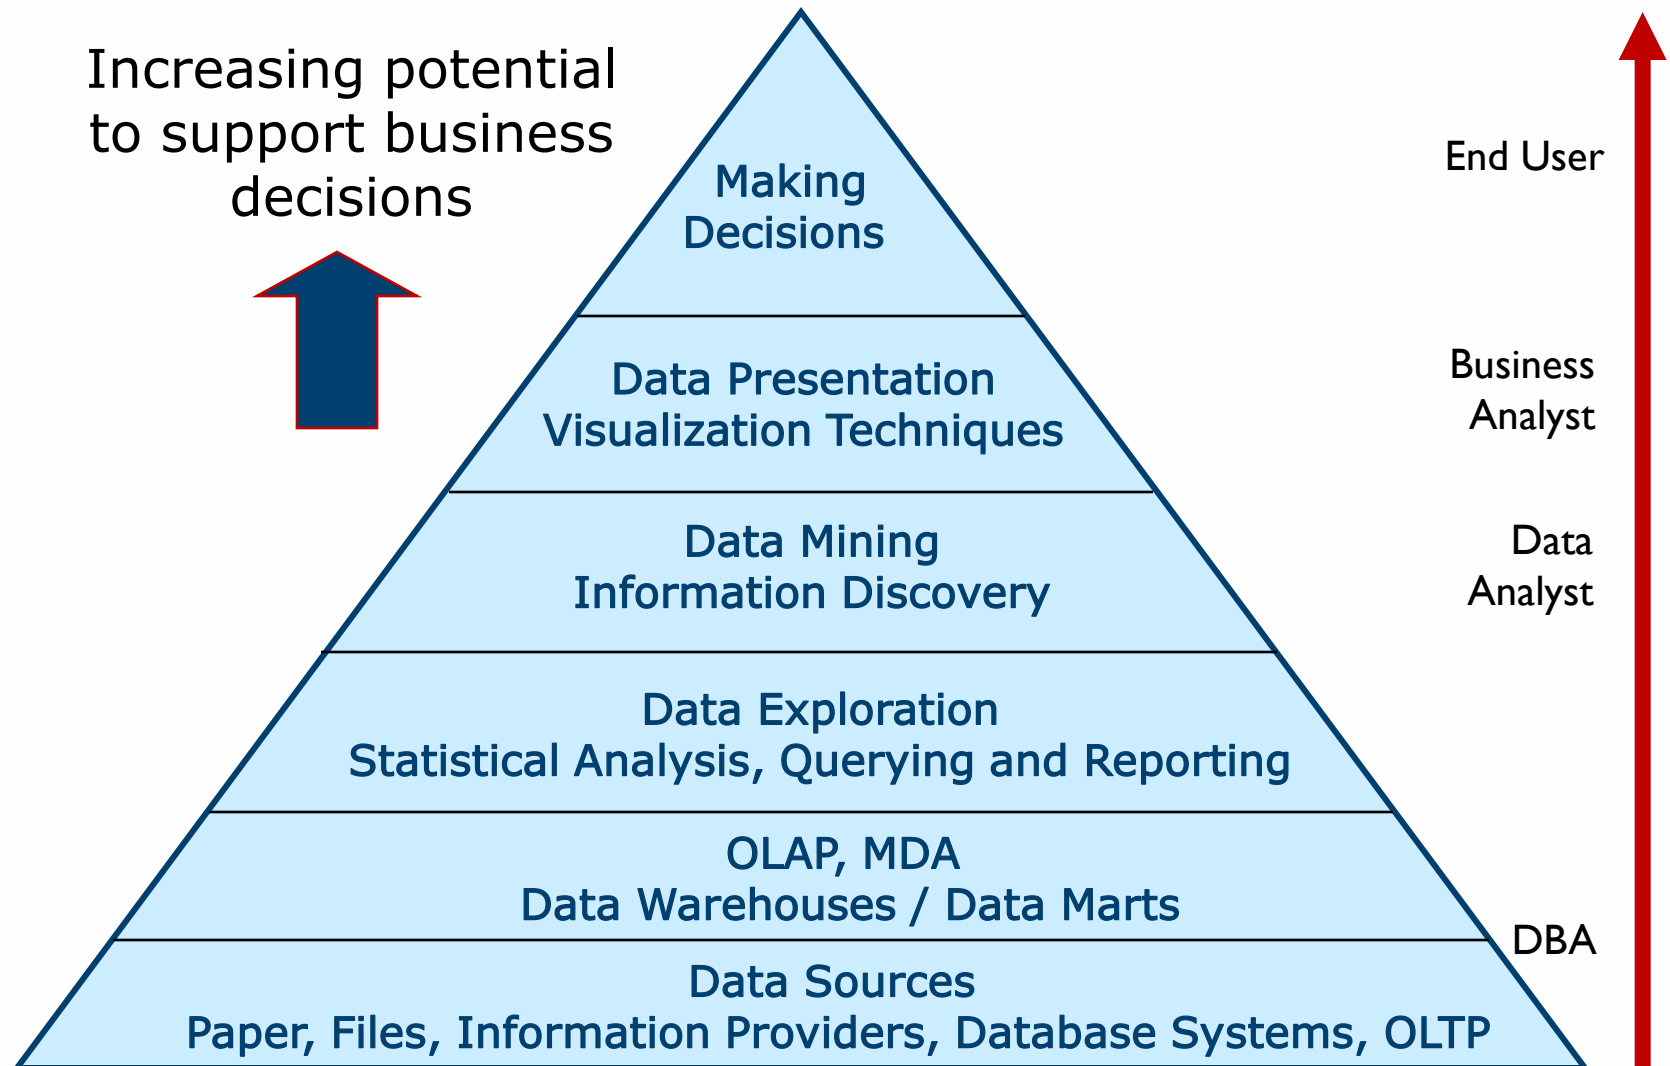 Increasing potential
to support business
decisions
Making
Decisions
End User
Data Presentation
Visualization Techniques
Business
Analyst
Data Mining
Information Discovery
Data
Analyst
Data Exploration
Statistical Analysis, Querying and Reporting
OLAP, MDA
Data Warehouses / Data Marts
DBA
Data Sources
Paper, Files, Information Providers, Database Systems, OLTP